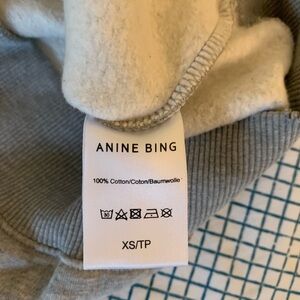 ANINE BING
100% Cotton/Coton/Baumwolle
XS/TP